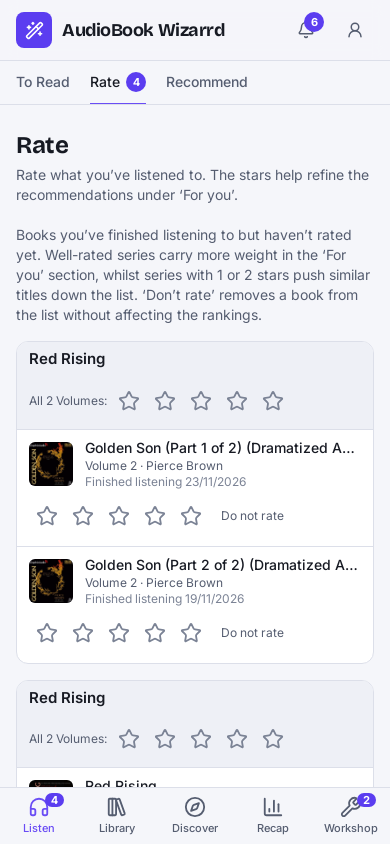 AudioBook Wizarrd
6
To Read
Rate 4
Recommend
Rate
Rate what you’ve listened to. The stars help refine the
recommendations under ‘For you’.
Books you’ve finished listening to but haven’t rated
yet. Well-rated series carry more weight in the ‘For
you’ section, whilst series with 1 or 2 stars push similar
titles down the list. ‘Don’t rate’ removes a book from
the list without affecting the rankings.
Red Rising
All 2 Volumes:
Golden Son (Part 1 of 2) (Dramatized A...
Volume 2 · Pierce Brown
Finished listening 23/11/2026
Do not rate
Golden Son (Part 2 of 2) (Dramatized A...
Volume 2 · Pierce Brown
Finished listening 19/11/2026
Do not rate
Red Rising
All 2 Volumes:
Red Rising
4
2
Listen
Library
Discover
Recap
Workshop